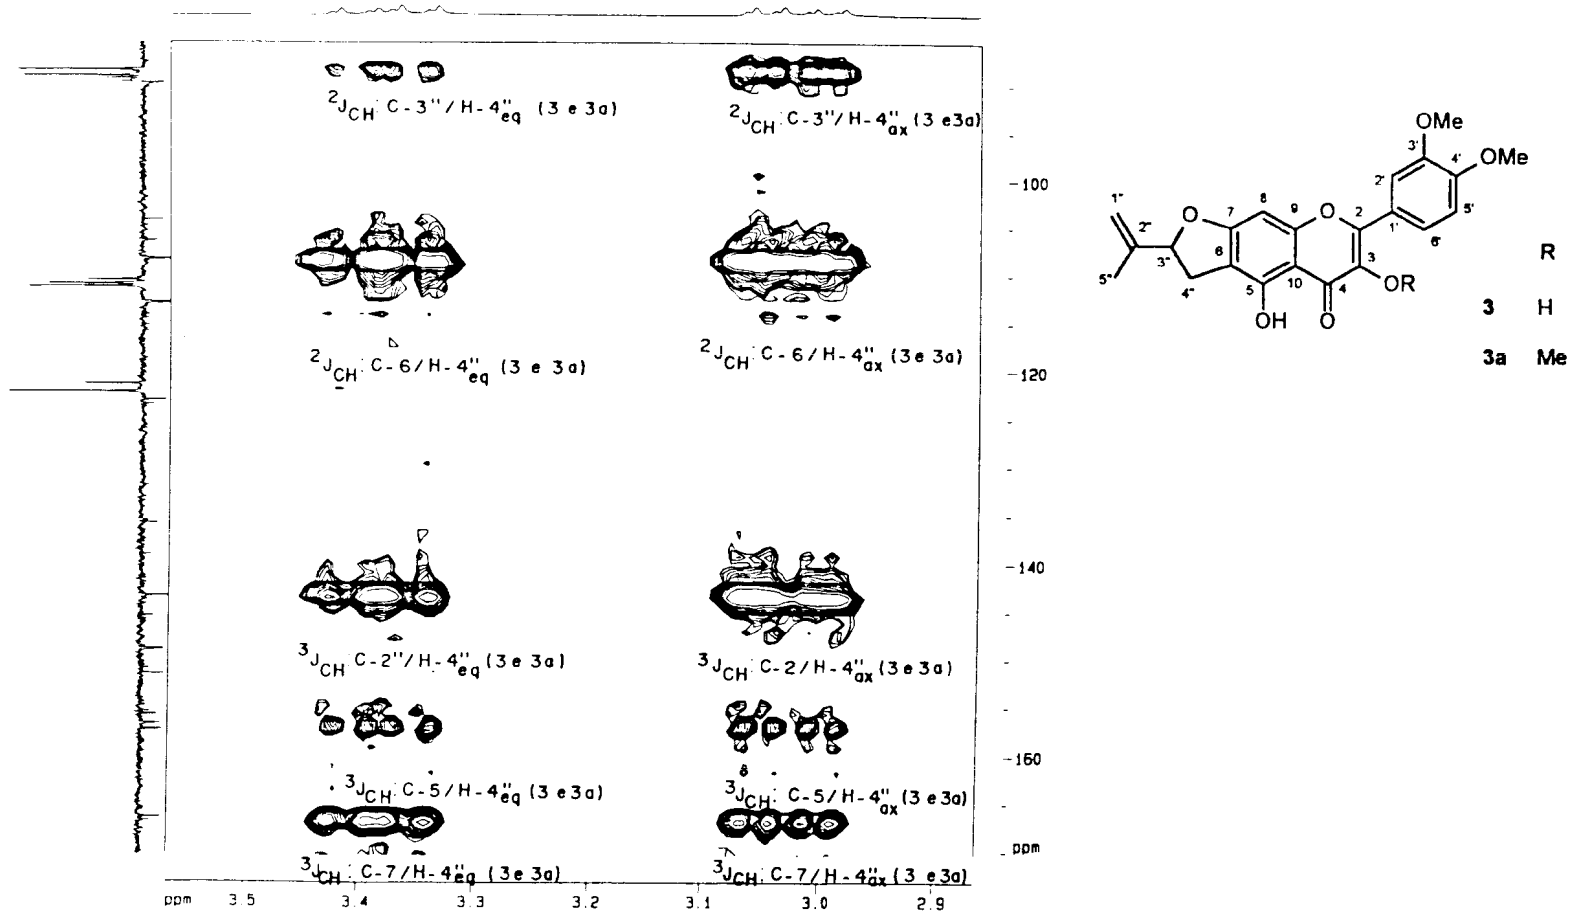 ²J_CH: C-3''/H-4''eq (3 e 3a)
²J_CH: C-3''/H-4''ax (3 e3a)
-100
²J_CH: C-6/H-4''eq (3 e 3a)
²J_CH: C-6/H-4''ax (3e 3a)
-120
-140
³J_CH: C-2''/H-4''eq (3 e 3a)
³J_CH: C-2/H-4''ax (3 e 3a)
-160
³J_CH: C-5/H-4''eq (3 e3a)
³J_CH: C-5/H-4''ax (3 e3a)
ppm
³J_CH: C-7/H-4''eq (3e 3a)
³J_CH: C-7/H-4''ax (3 e3a)
ppm 3.5 3.4 3.3 3.2 3.1 3.0 2.9
OMe
3'
4' OMe
2'
1'' 8
O 7 9 O 2 5'
2'' 1' 6'
3'' 6 3
5'' 10 4 OR
4'' 5
OH O
R
3 H
3a Me